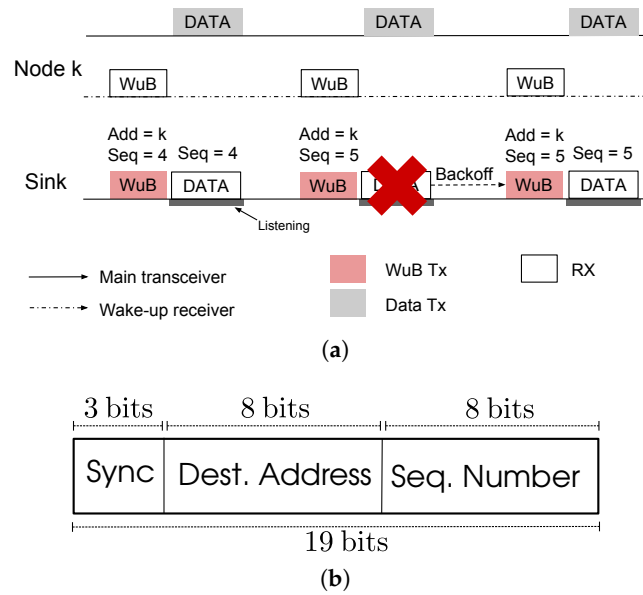 DATA DATA DATA
Node k
WuB WuB WuB
Add = k Add = k Add = k
Seq = 4 Seq = 4 Seq = 5 Seq = 5 Seq = 5
Sink
WuB DATA WuB DATA Backoff WuB DATA
Listening
Main transceiver
Wake-up receiver
WuB Tx
Data Tx
RX
(a)
3 bits 8 bits 8 bits
Sync Dest. Address Seq. Number
19 bits
(b)